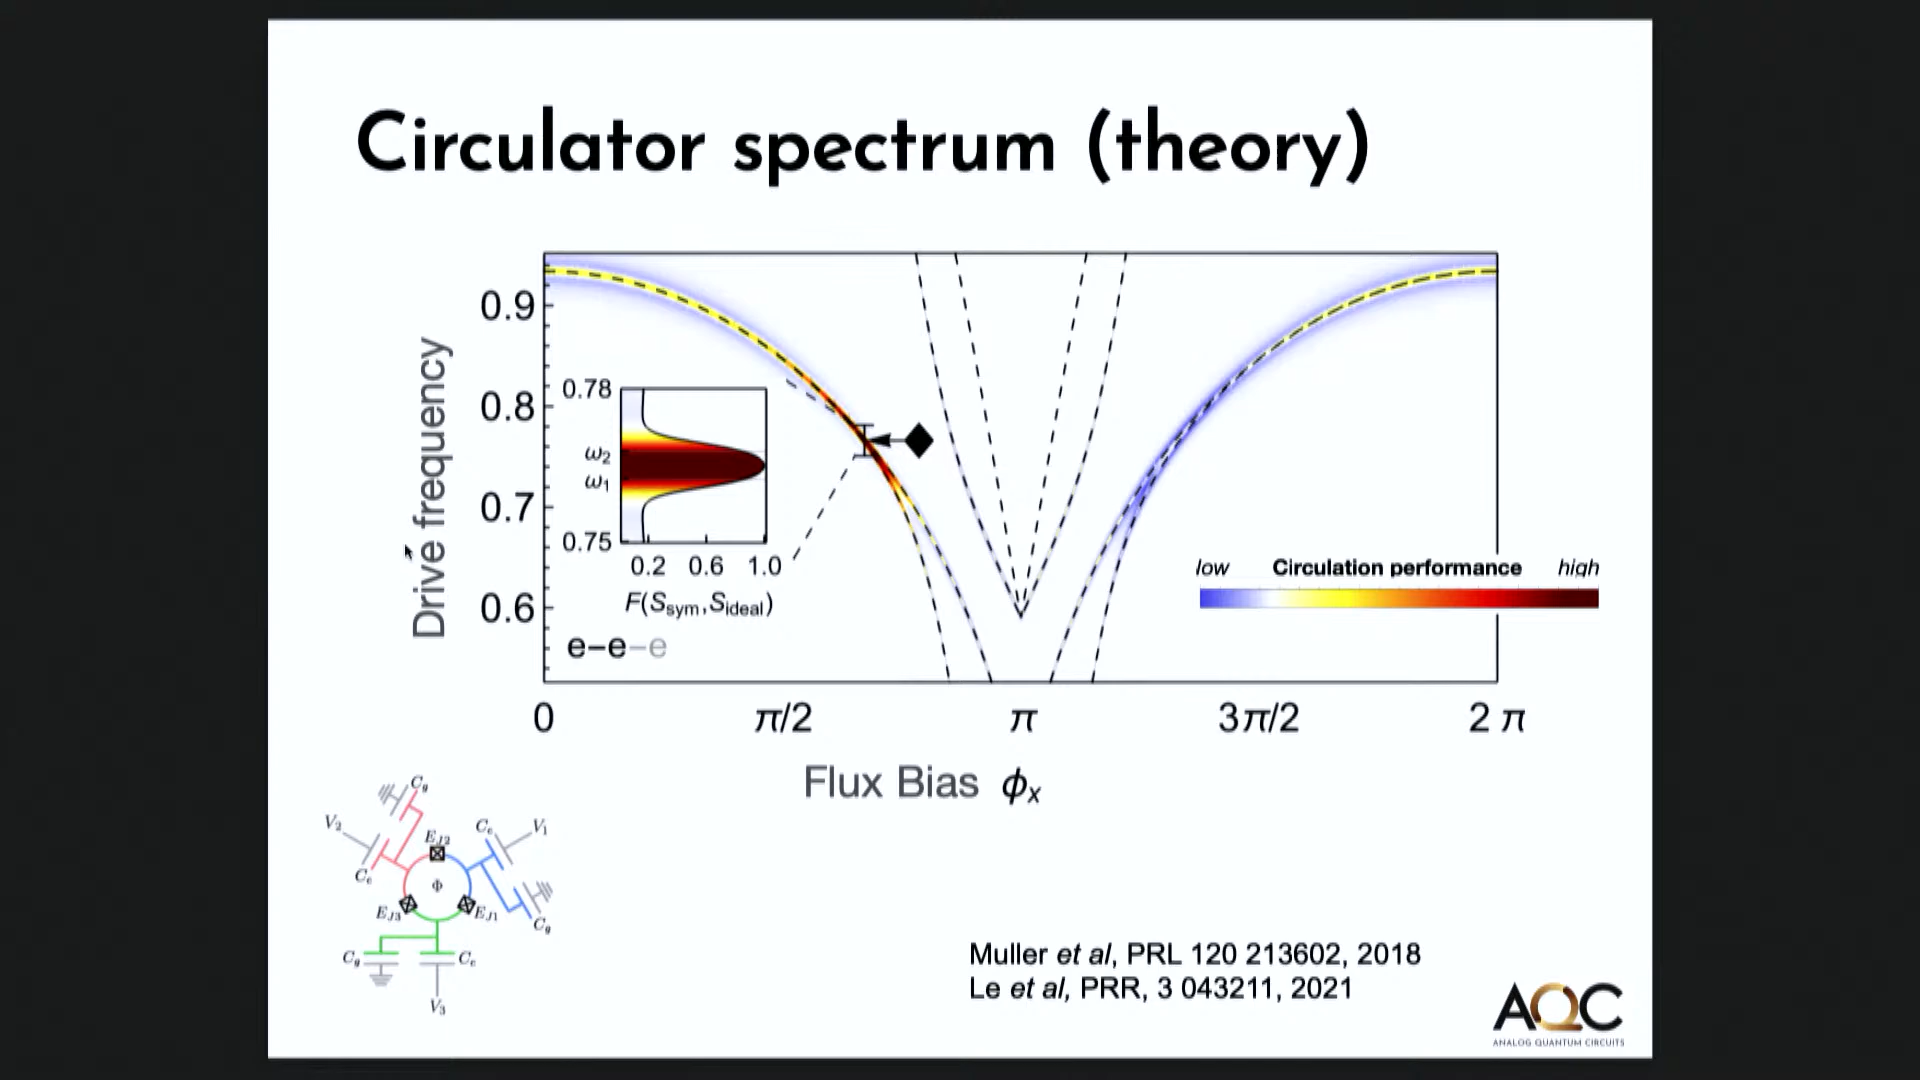 Circulator spectrum (theory)
Drive frequency
0.9
0.8
0.7
0.6
0.78
ω2
ω1
0.75
0.2 0.6 1.0
F(Ssym,Sideal)
e–e–e
low Circulation performance high
0 π/2 π 3π/2 2 π
Flux Bias ϕx
Cg
V2
EJ2
Cc
V1
Cc
Φ
EJ3
EJ1
Cg
Cg
Cc
V3
Muller et al, PRL 120 213602, 2018
Le et al, PRR, 3 043211, 2021
AQC
ANALOG QUANTUM CIRCUITS